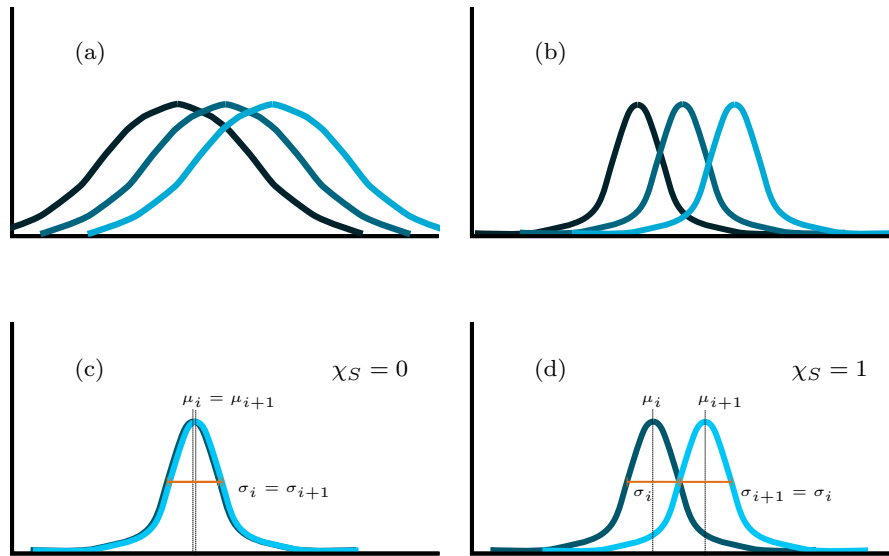 (a)
(b)
(c)
χ_S = 0
μ_i = μ_{i+1}
σ_i = σ_{i+1}
(d)
χ_S = 1
μ_i
μ_{i+1}
σ_i
σ_{i+1} = σ_i